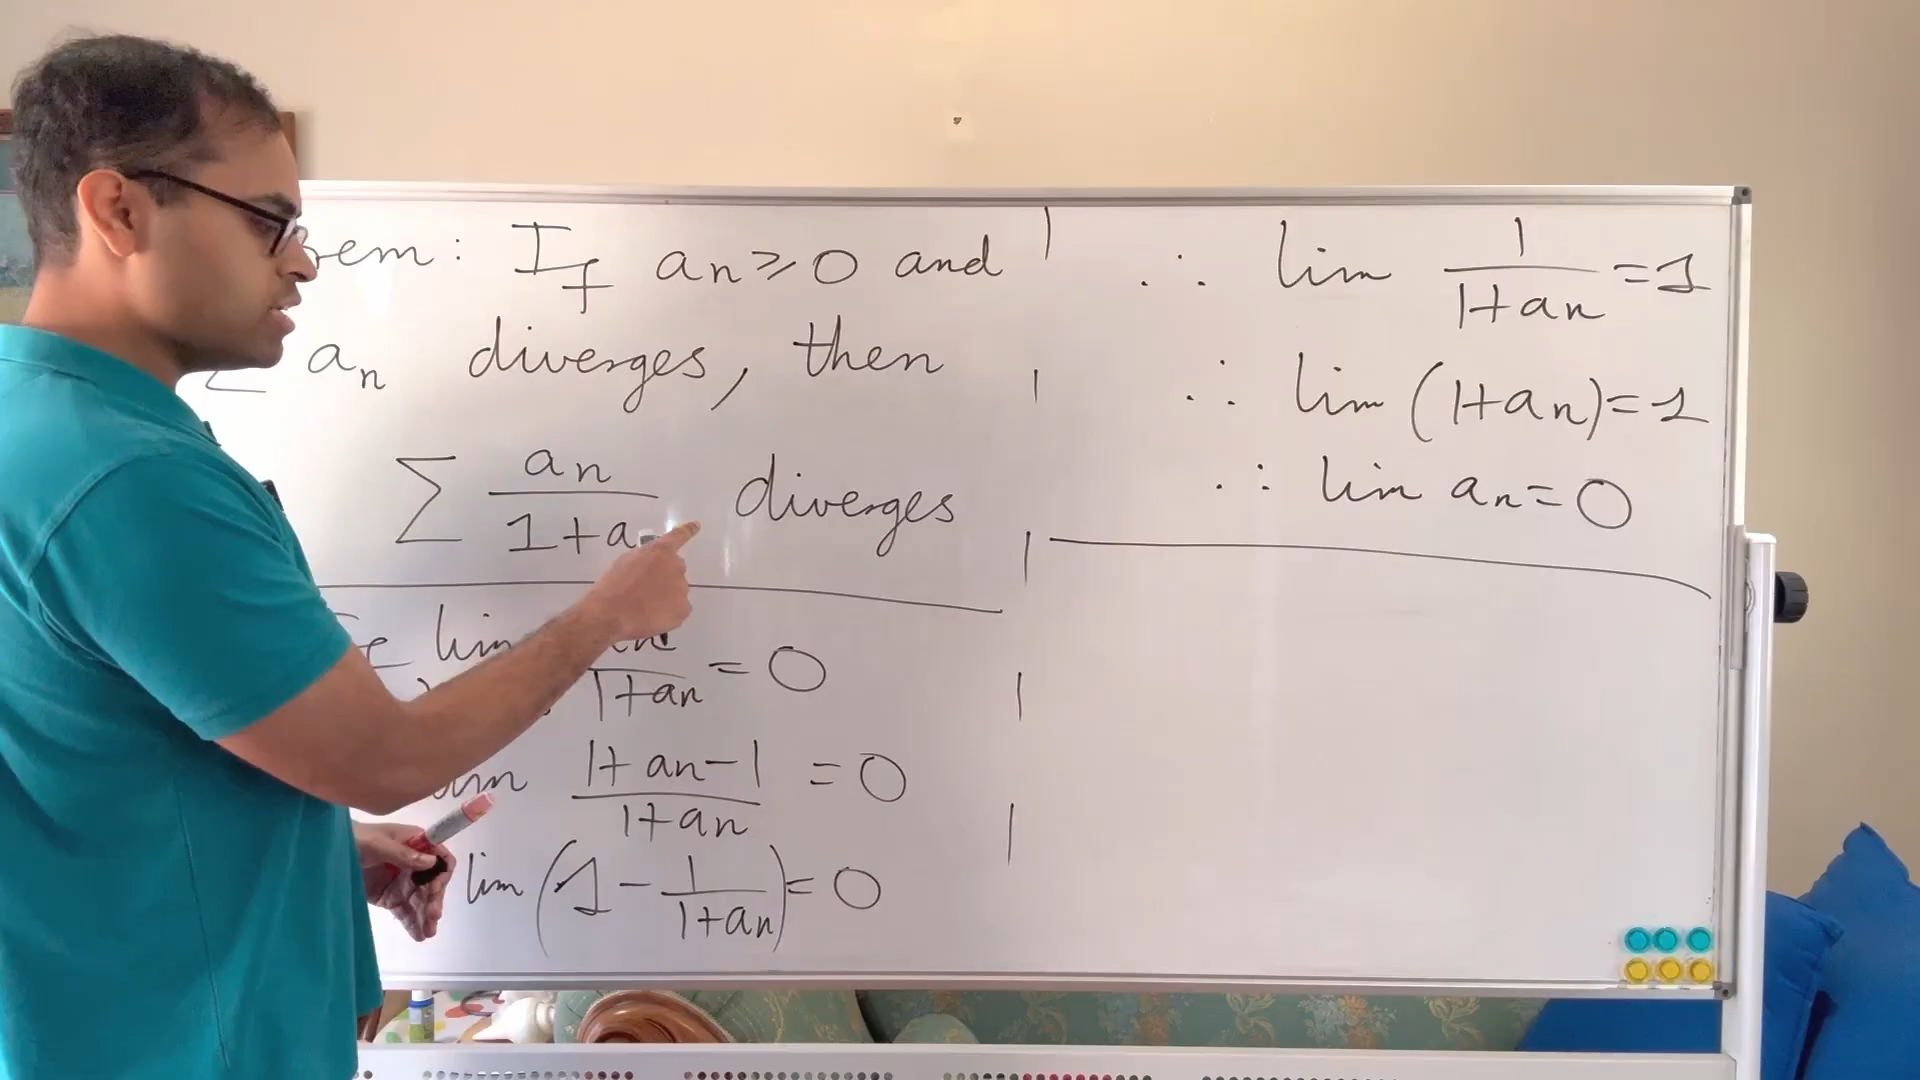 : If an ≥ 0 and
an diverges, then
∑ an / 1+a diverges
lim / 1+an = 0
1+an-1 / 1+an = 0
lim (1 - 1 / 1+an) = 0
∴ lim 1 / 1+an = 1
∴ lim (1+an) = 1
∴ lim an = 0